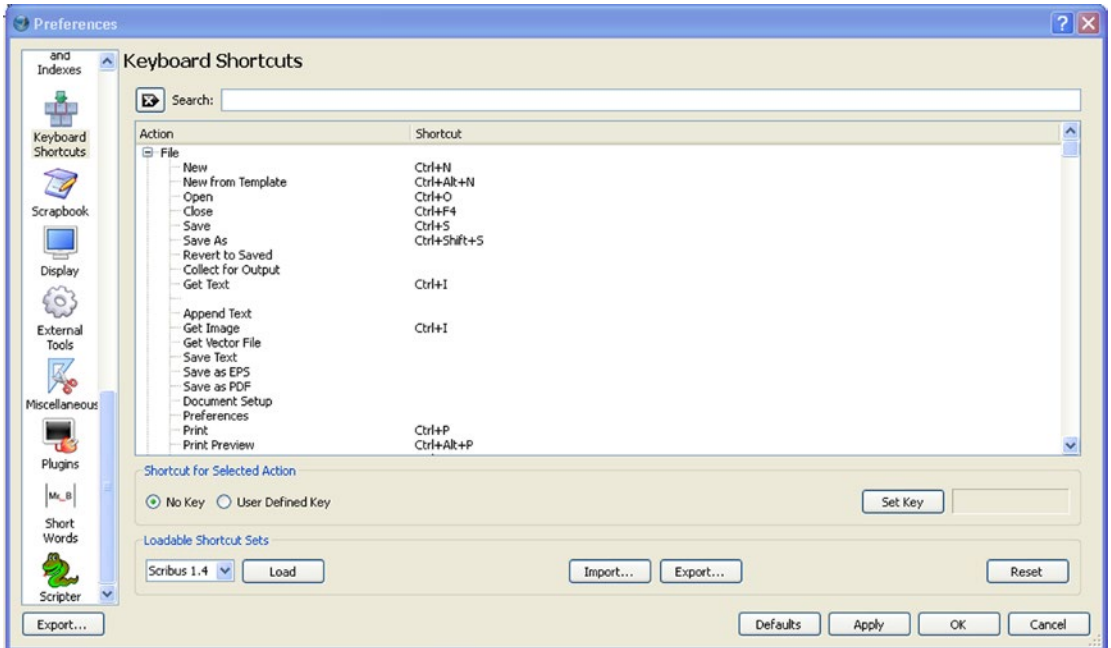 Preferences
and
Indexes
Keyboard
Shortcuts
Scrapbook
Display
External
Tools
Miscellaneous
Plugins
Mr_B
Short
Words
Scripter
Export...
Keyboard Shortcuts
Search:
Action Shortcut
File
New Ctrl+N
New from Template Ctrl+Alt+N
Open Ctrl+O
Close Ctrl+F4
Save Ctrl+S
Save As Ctrl+Shift+S
Revert to Saved
Collect for Output
Get Text Ctrl+I
Append Text
Get Image Ctrl+I
Get Vector File
Save Text
Save as EPS
Save as PDF
Document Setup
Preferences
Print Ctrl+P
Print Preview Ctrl+Alt+P
Shortcut for Selected Action
No Key User Defined Key Set Key
Loadable Shortcut Sets
Scribus 1.4 Load Import... Export... Reset
Defaults Apply OK Cancel